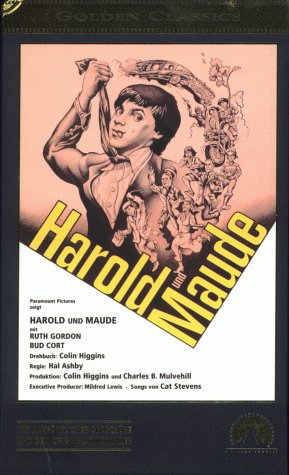 Golden Classics
Harold
und
Maude
Paramount Pictures
zeigt
HAROLD UND MAUDE
mit
RUTH GORDON
BUD CORT
Drehbuch: Colin Higgins
Regie: Hal Ashby
Produktion: Colin Higgins und Charles B. Mulvehill
Executive Producer: Mildred Lewis · Songs von Cat Stevens